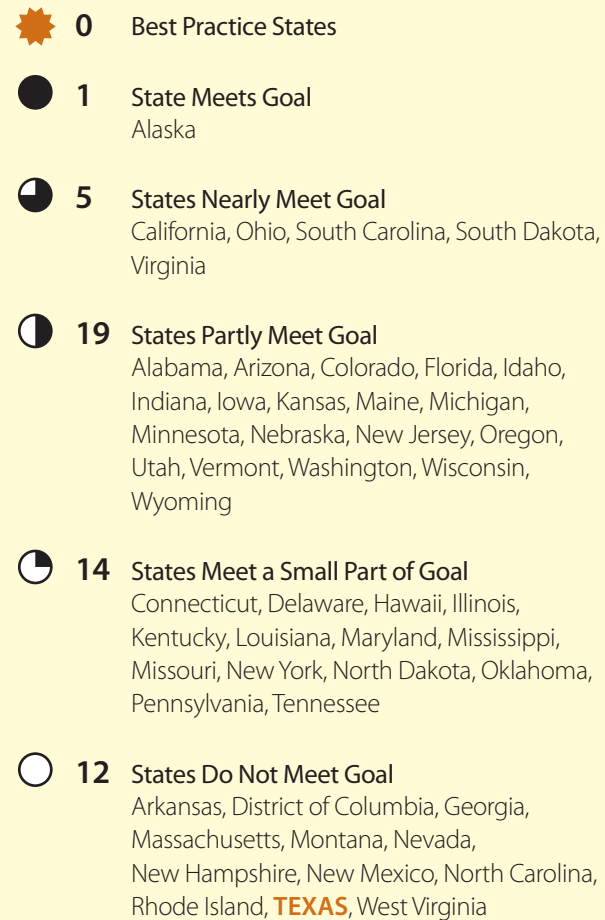 0 Best Practice States
1 State Meets Goal
Alaska
5 States Nearly Meet Goal
California, Ohio, South Carolina, South Dakota,
Virginia
19 States Partly Meet Goal
Alabama, Arizona, Colorado, Florida, Idaho,
Indiana, Iowa, Kansas, Maine, Michigan,
Minnesota, Nebraska, New Jersey, Oregon,
Utah, Vermont, Washington, Wisconsin,
Wyoming
14 States Meet a Small Part of Goal
Connecticut, Delaware, Hawaii, Illinois,
Kentucky, Louisiana, Maryland, Mississippi,
Missouri, New York, North Dakota, Oklahoma,
Pennsylvania, Tennessee
12 States Do Not Meet Goal
Arkansas, District of Columbia, Georgia,
Massachusetts, Montana, Nevada,
New Hampshire, New Mexico, North Carolina,
Rhode Island, TEXAS, West Virginia